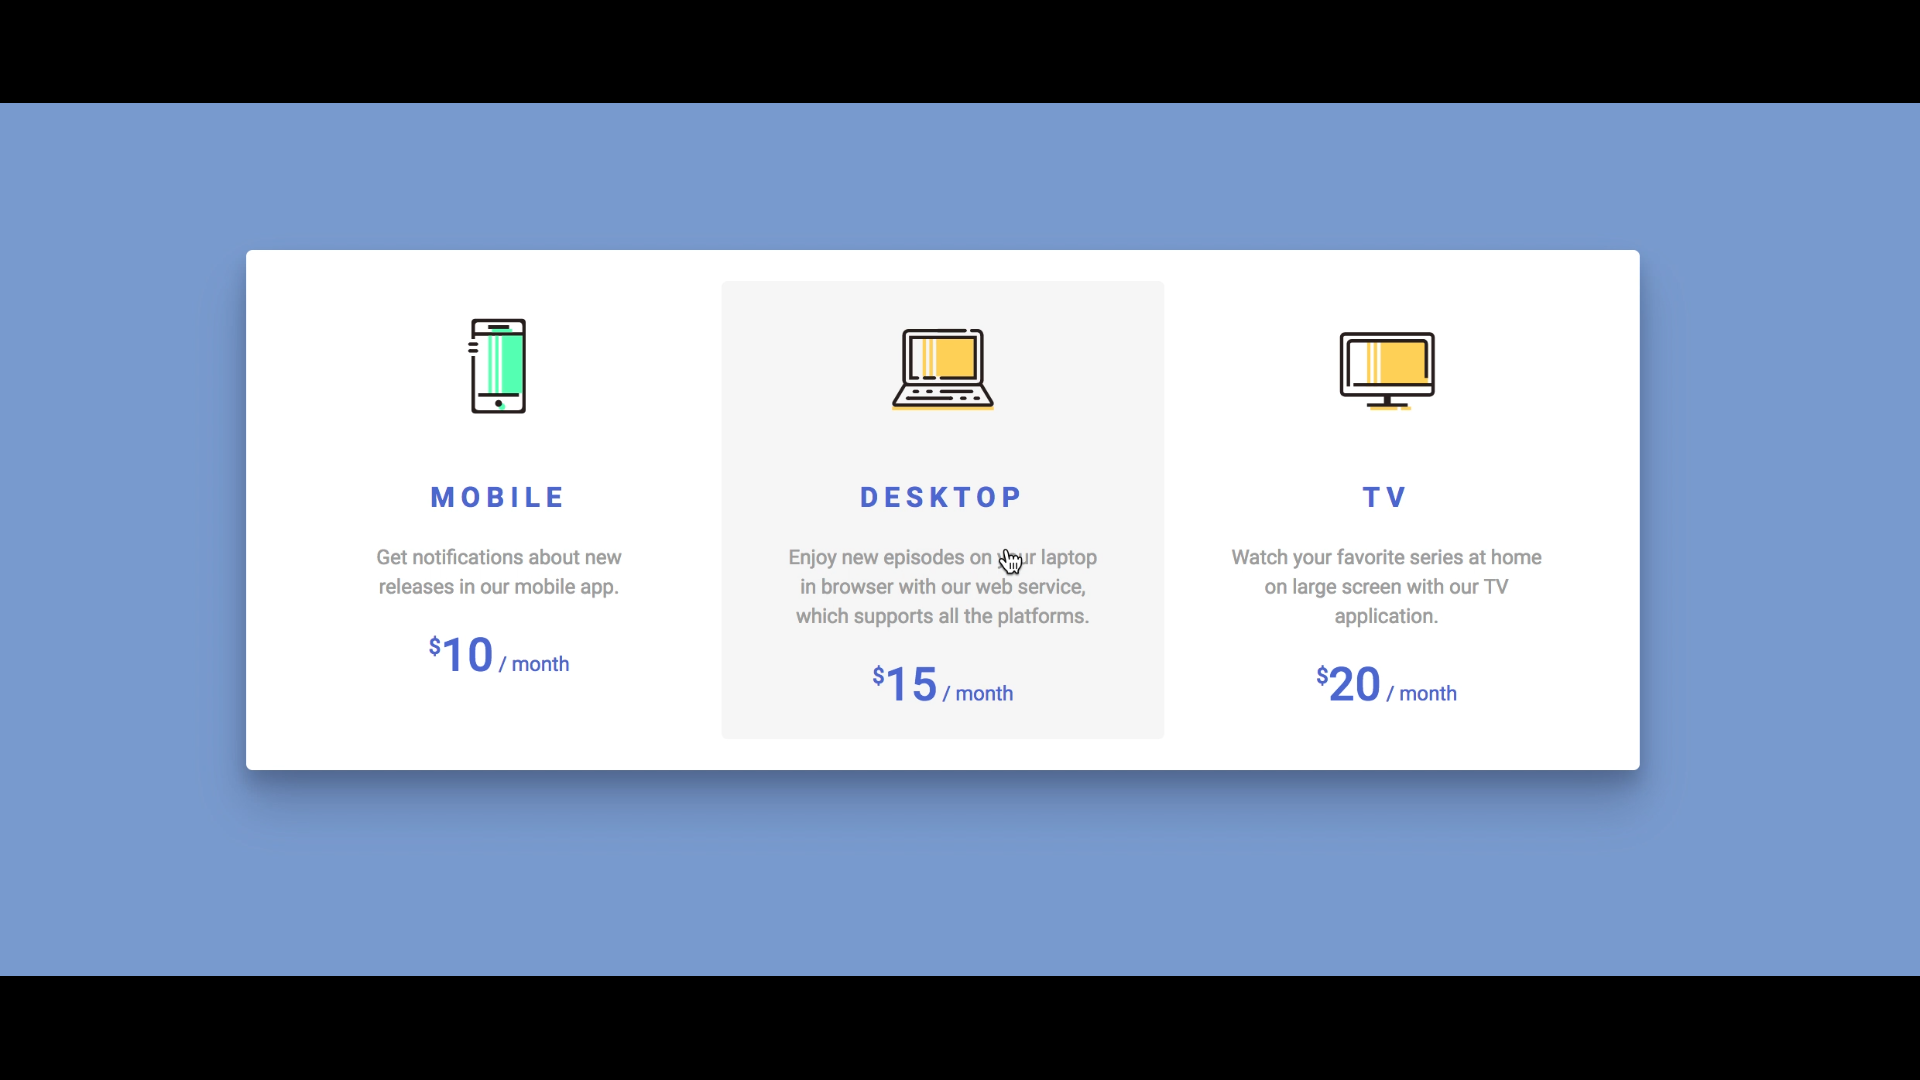 MOBILE
Get notifications about new
releases in our mobile app.
$10 / month
DESKTOP
Enjoy new episodes on your laptop
in browser with our web service,
which supports all the platforms.
$15 / month
TV
Watch your favorite series at home
on large screen with our TV
application.
$20 / month